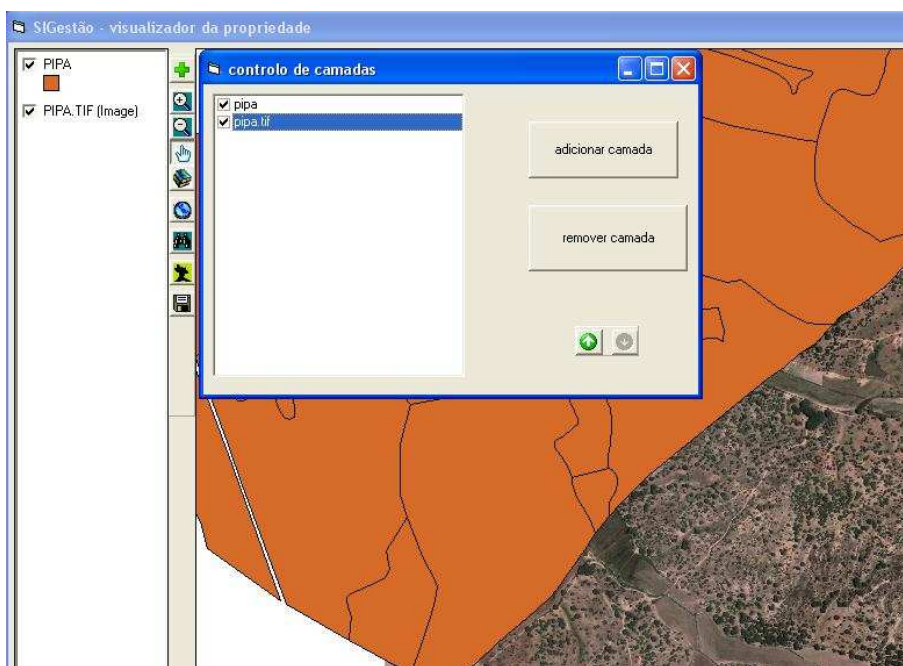 SIGestão - visualizador da propriedade
PIPA
PIPA.TIF (Image)
controlo de camadas
pipa
pipa.tif
adicionar camada
remover camada